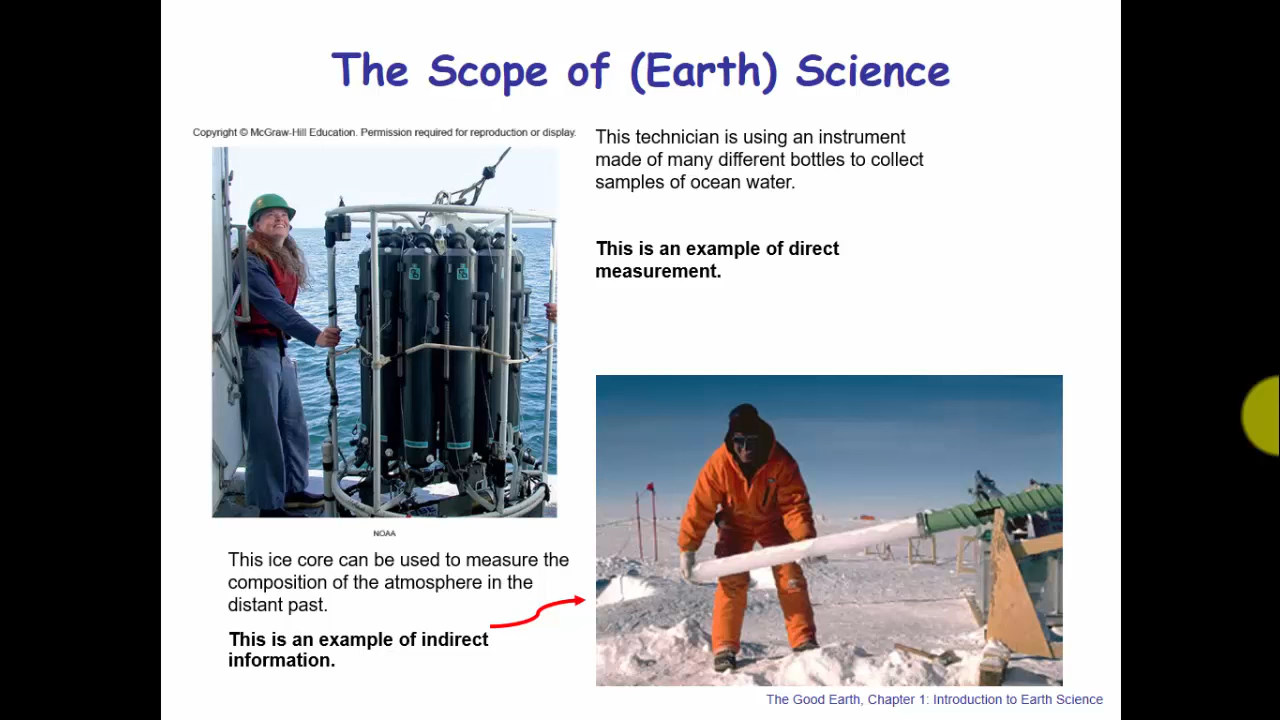 The Scope of (Earth) Science
Copyright © McGraw-Hill Education. Permission required for reproduction or display.
This technician is using an instrument
made of many different bottles to collect
samples of ocean water.
This is an example of direct
measurement.
NOAA
This ice core can be used to measure the
composition of the atmosphere in the
distant past.
This is an example of indirect
information.
The Good Earth, Chapter 1: Introduction to Earth Science